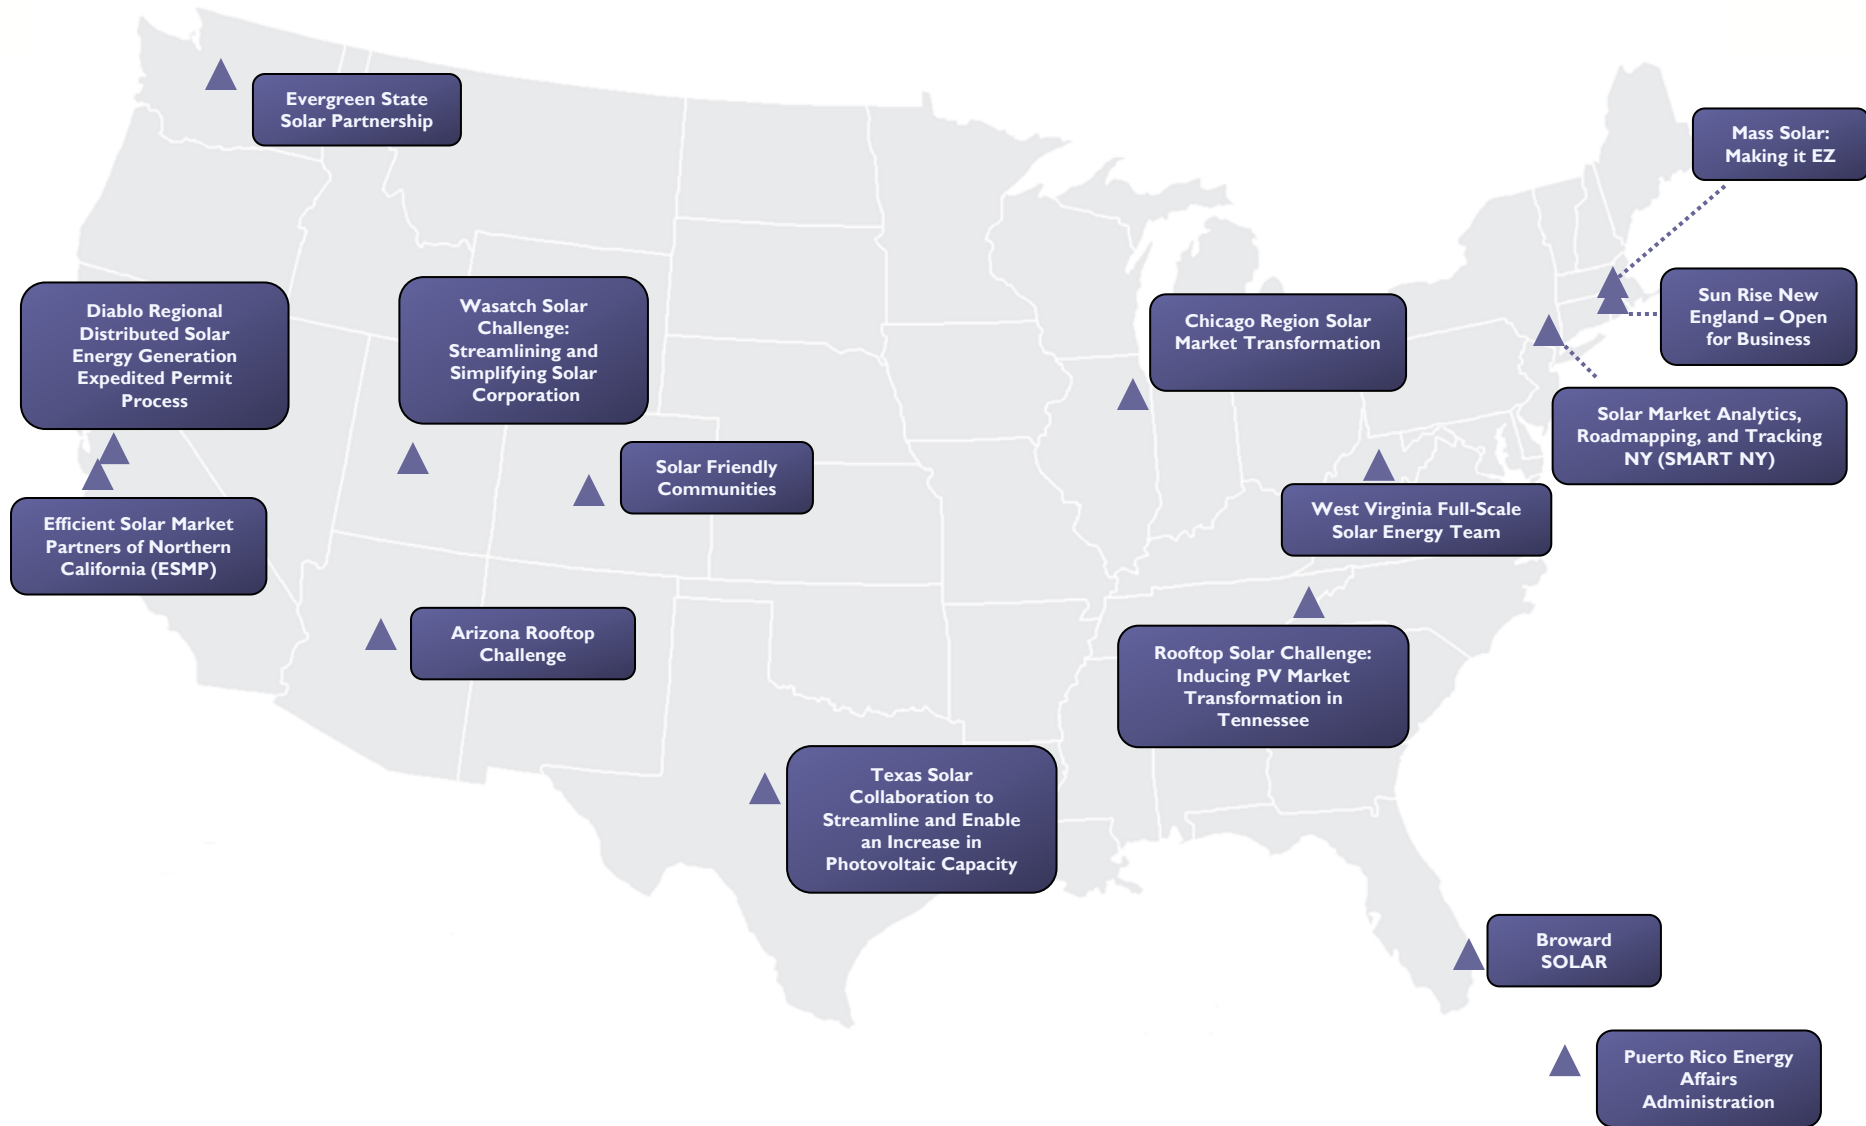 Evergreen State
Solar Partnership
Mass Solar:
Making it EZ
Diablo Regional
Distributed Solar
Energy Generation
Expedited Permit
Process
Wasatch Solar
Challenge:
Streamlining and
Simplifying Solar
Corporation
Chicago Region Solar
Market Transformation
Sun Rise New
England – Open
for Business
Solar Market Analytics,
Roadmapping, and Tracking
NY (SMART NY)
Solar Friendly
Communities
Efficient Solar Market
Partners of Northern
California (ESMP)
West Virginia Full-Scale
Solar Energy Team
Arizona Rooftop
Challenge
Rooftop Solar Challenge:
Inducing PV Market
Transformation in
Tennessee
Texas Solar
Collaboration to
Streamline and Enable
an Increase in
Photovoltaic Capacity
Broward
SOLAR
Puerto Rico Energy
Affairs
Administration